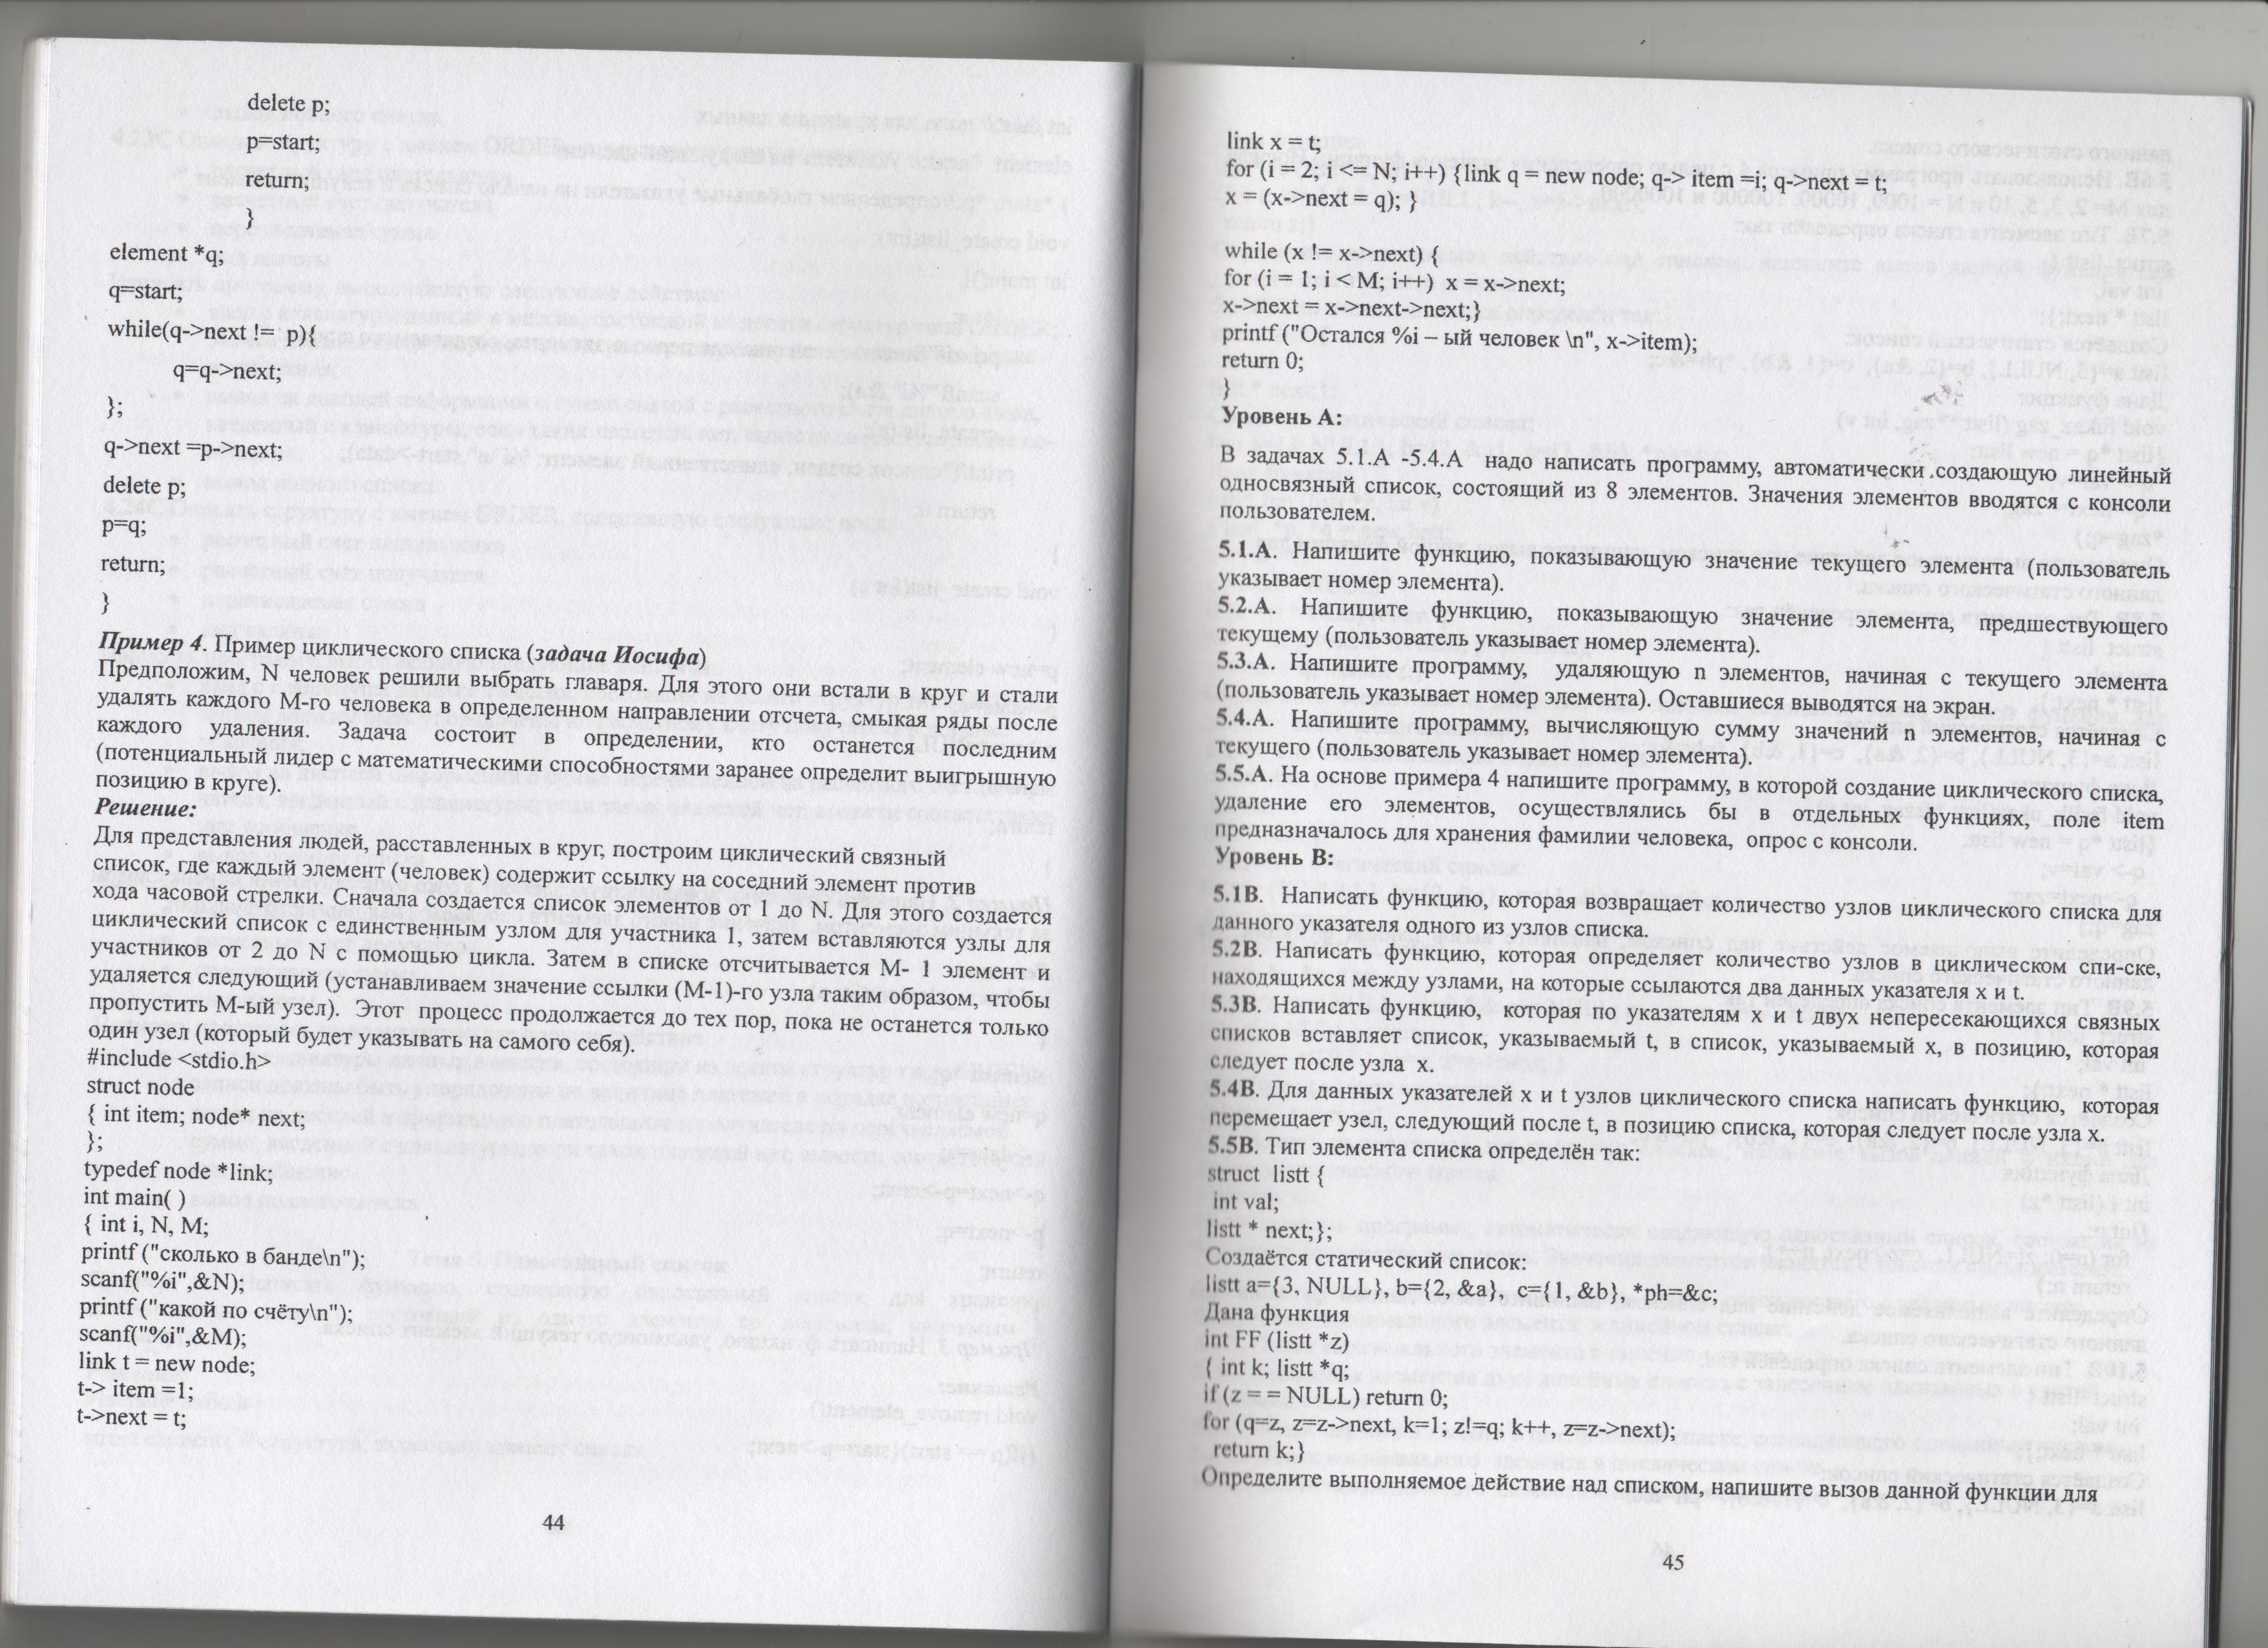 delete p;
p=start;
return;
}
element *q;
q=start;
while(q->next != p){
q=q->next;
};
q->next =p->next;
delete p;
p=q;
return;
}
Пример 4. Пример циклического списка (задача Иосифа)
Предположим, N человек решили выбрать главаря. Для этого они встали в круг и стали
удалять каждого М-го человека в определенном направлении отсчета, смыкая ряды после
каждого удаления. Задача состоит в определении, кто останется последним
(потенциальный лидер с математическими способностями заранее определит выигрышную
позицию в круге).
Решение:
Для представления людей, расставленных в круг, построим циклический связный
список, где каждый элемент (человек) содержит ссылку на соседний элемент против
хода часовой стрелки. Сначала создается список элементов от 1 до N. Для этого создается
циклический список с единственным узлом для участника 1, затем вставляются узлы для
участников от 2 до N с помощью цикла. Затем в списке отсчитывается М- 1 элемент и
удаляется следующий (устанавливаем значение ссылки (М-1)-го узла таким образом, чтобы
пропустить М-ый узел). Этот процесс продолжается до тех пор, пока не останется только
один узел (который будет указывать на самого себя).
#include <stdio.h>
struct node
{ int item; node* next;
};
typedef node *link;
int main( )
{ int i, N, M;
printf ("сколько в банде\n");
scanf("%i",&N);
printf ("какой по счёту\n");
scanf("%i",&M);
link t = new node;
t-> item =1;
t->next = t;
44
link x = t;
for (i = 2; i <= N; i++) {link q = new node; q-> item =i; q->next = t;
x = (x->next = q); }
while (x != x->next) {
for (i = 1; i < M; i++) x = x->next;
x->next = x->next->next;}
printf ("Остался %i – ый человек \n", x->item);
return 0;
}
Уровень А:
В задачах 5.1.А -5.4.А надо написать программу, автоматически создающую линейный
односвязный список, состоящий из 8 элементов. Значения элементов вводятся с консоли
пользователем.
5.1.А. Напишите функцию, показывающую значение текущего элемента (пользователь
указывает номер элемента).
5.2.А. Напишите функцию, показывающую значение элемента, предшествующего
текущему (пользователь указывает номер элемента).
5.3.А. Напишите программу, удаляющую n элементов, начиная с текущего элемента
(пользователь указывает номер элемента). Оставшиеся выводятся на экран.
5.4.А. Напишите программу, вычисляющую сумму значений n элементов, начиная с
текущего (пользователь указывает номер элемента).
5.5.А. На основе примера 4 напишите программу, в которой создание циклического списка,
удаление его элементов, осуществлялись бы в отдельных функциях, поле item
предназначалось для хранения фамилии человека, опрос с консоли.
Уровень В:
5.1В. Написать функцию, которая возвращает количество узлов циклического списка для
данного указателя одного из узлов списка.
5.2В. Написать функцию, которая определяет количество узлов в циклическом спи-ске,
находящихся между узлами, на которые ссылаются два данных указателя x и t.
5.3В. Написать функцию, которая по указателям x и t двух непересекающихся связных
списков вставляет список, указываемый t, в список, указываемый x, в позицию, которая
следует после узла x.
5.4В. Для данных указателей x и t узлов циклического списка написать функцию, которая
перемещает узел, следующий после t, в позицию списка, которая следует после узла x.
5.5В. Тип элемента списка определён так:
struct listt {
int val;
listt * next;};
Создаётся статический список:
listt a={3, NULL}, b={2, &a}, c={1, &b}, *ph=&c;
Дана функция
int FF (listt *z)
{ int k; listt *q;
if (z = = NULL) return 0;
for (q=z, z=z->next, k=1; z!=q; k++, z=z->next);
return k;}
Определите выполняемое действие над списком, напишите вызов данной функции для
45